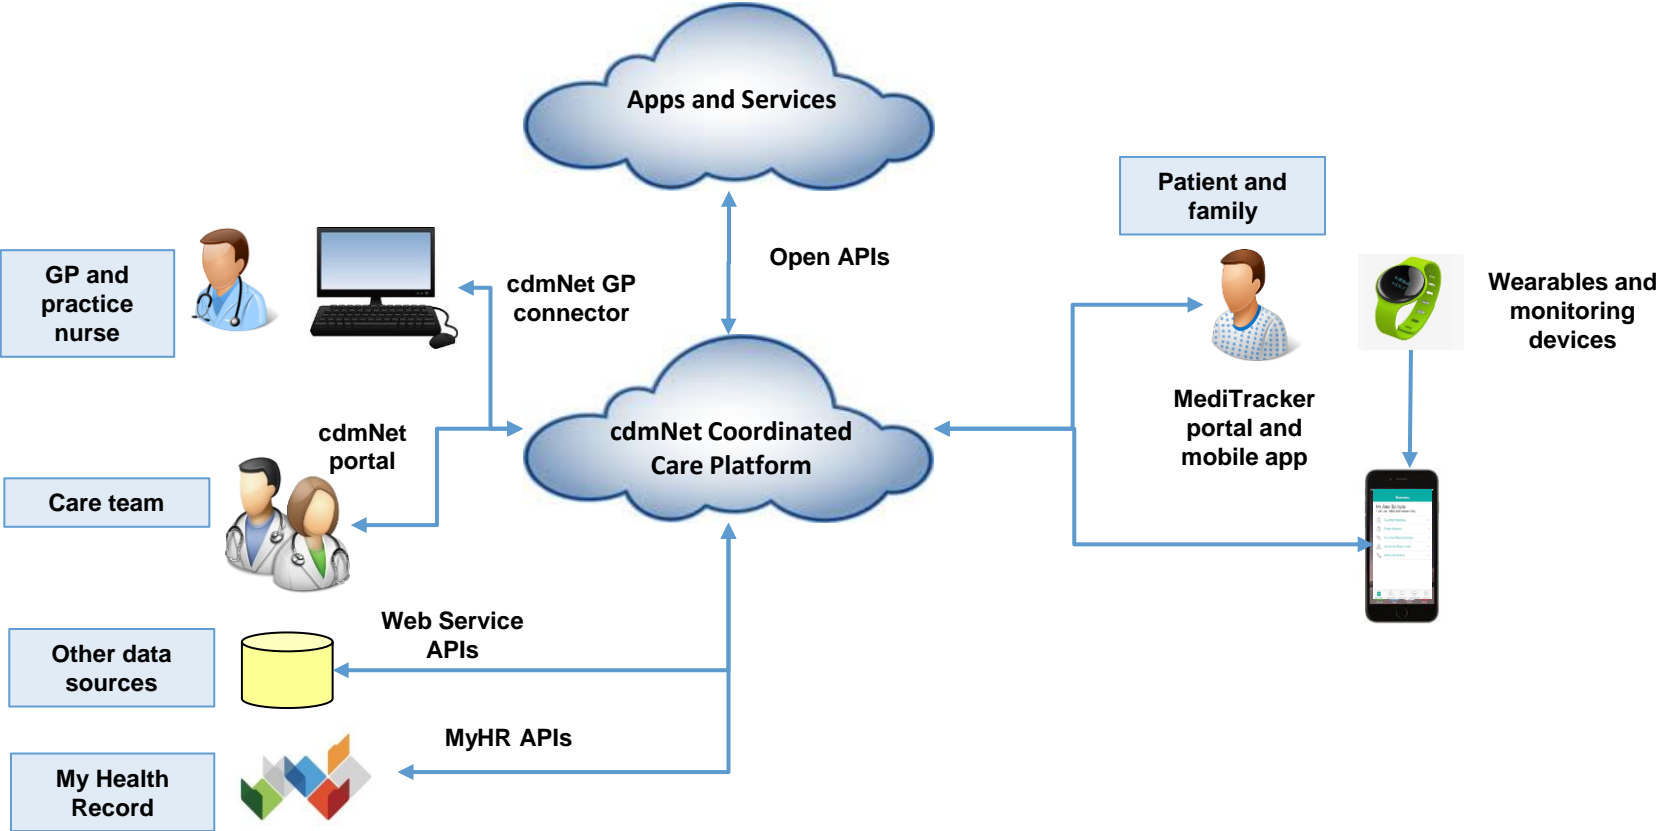 Apps and Services
Patient and
family
GP and
practice
nurse
cdmNet GP
connector
Open APIs
Wearables and
monitoring
devices
MediTracker
portal and
mobile app
cdmNet
portal
cdmNet Coordinated
Care Platform
Care team
Web Service
APIs
Other data
sources
MyHR APIs
My Health
Record